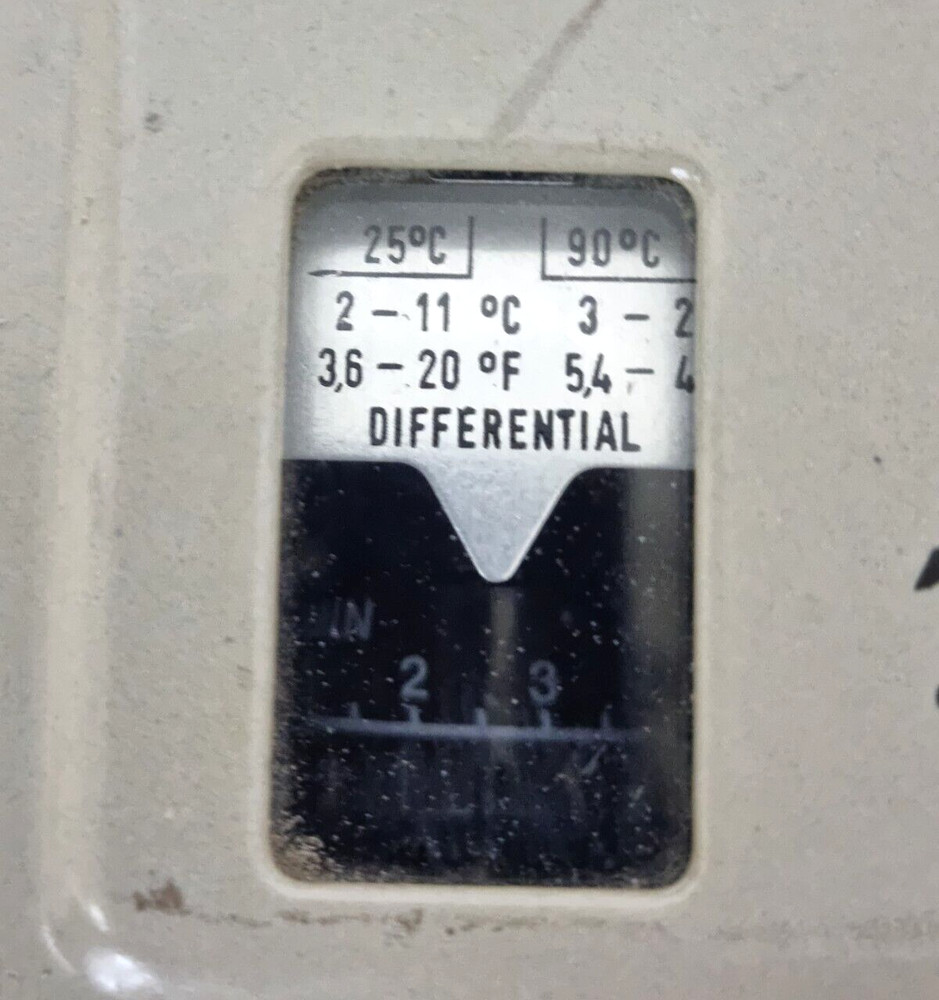 25°C 90°C
2 – 11 °C 3 – 2
3,6 – 20 °F 5,4 – 4
DIFFERENTIAL
2 3